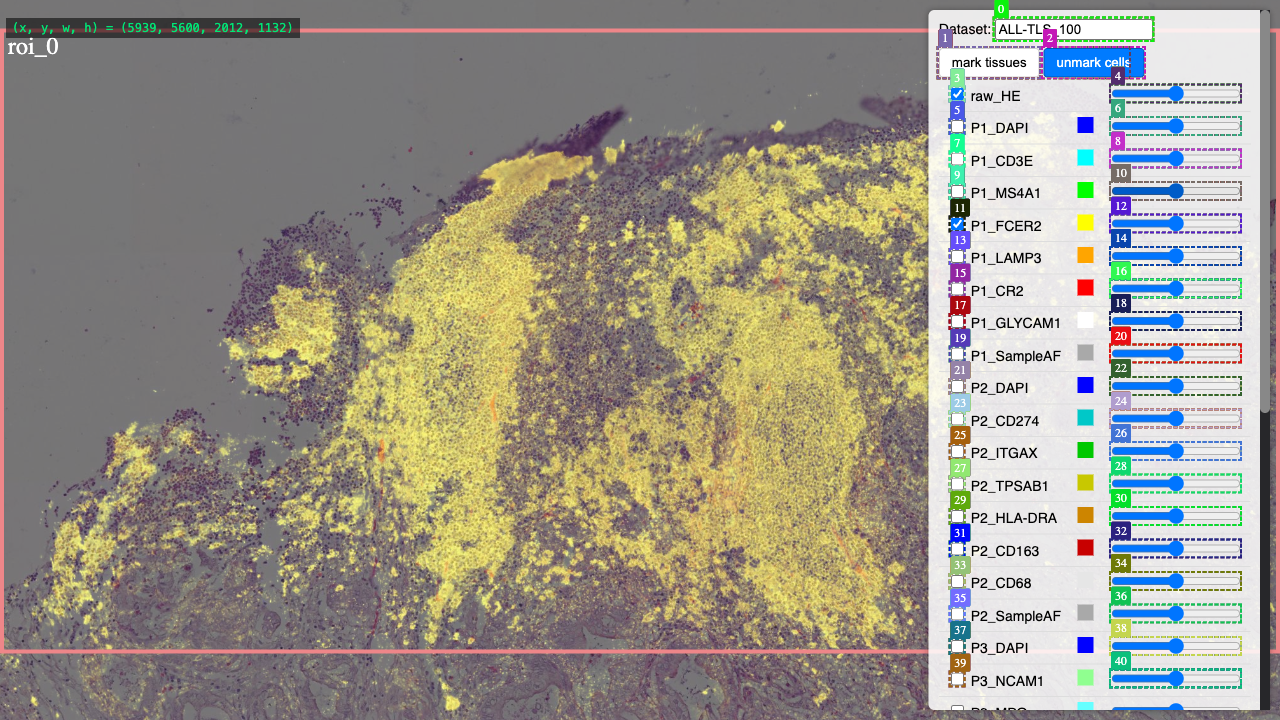 (x, y, w, h) = (5939, 5600, 2012, 1132)
roi_0
0
Dataset: ALL-TLS_100
1
2
mark tissues
unmark cells
3
4
raw_HE
5
6
P1_DAPI
7
8
P1_CD3E
9
10
P1_MS4A1
11
12
P1_FCER2
13
14
P1_LAMP3
15
16
P1_CR2
17
18
P1_GLYCAM1
19
20
P1_SampleAF
21
22
P2_DAPI
23
24
P2_CD274
25
26
P2_ITGAX
27
28
P2_TPSAB1
29
30
P2_HLA-DRA
31
32
P2_CD163
33
34
P2_CD68
35
36
P2_SampleAF
37
38
P3_DAPI
39
40
P3_NCAM1